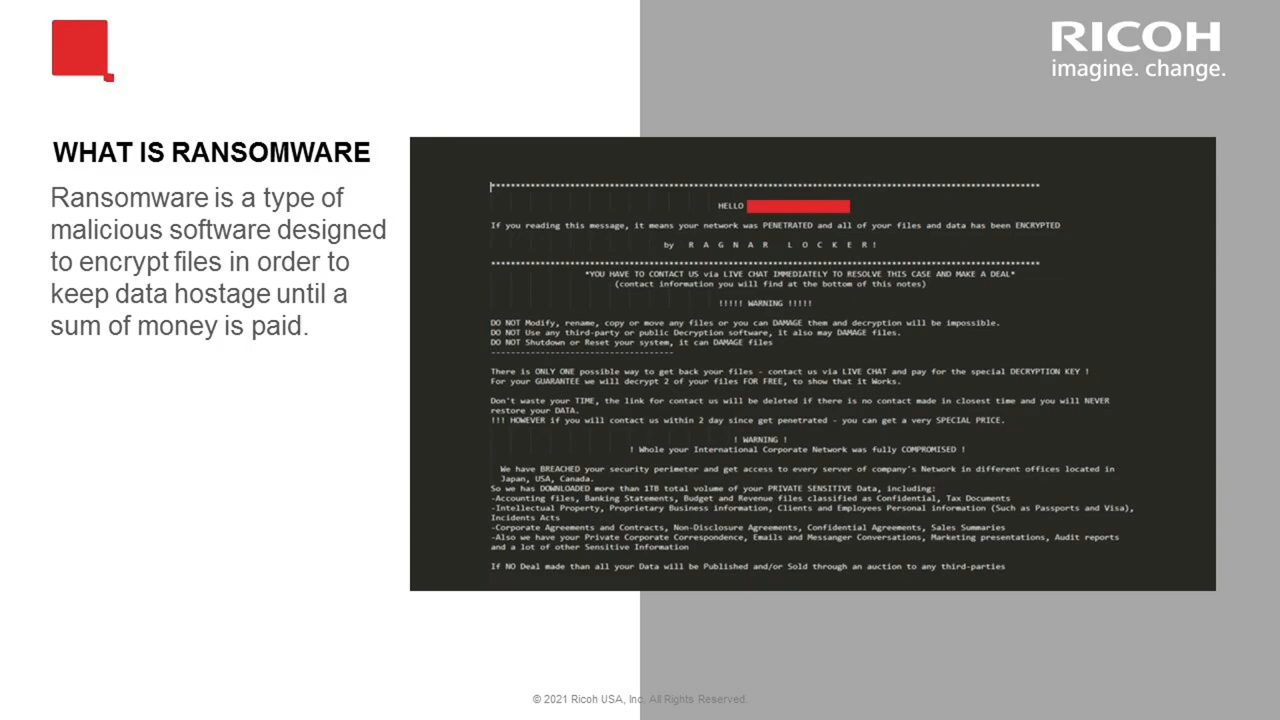 RICOH
imagine. change.
WHAT IS RANSOMWARE
Ransomware is a type of
malicious software designed
to encrypt files in order to
keep data hostage until a
sum of money is paid.
***************************************************************************************************************
HELLO
If you reading this message, it means your network was PENETRATED and all of your files and data has been ENCRYPTED
by R A G N A R L O C K E R !
***************************************************************************************************************
*YOU HAVE TO CONTACT US via LIVE CHAT IMMEDIATELY TO RESOLVE THIS CASE AND MAKE A DEAL*
(contact information you will find at the bottom of this notes)
!!!!! WARNING !!!!!
DO NOT Modify, rename, copy or move any files or you can DAMAGE them and decryption will be impossible.
DO NOT Use any third-party or public Decryption software, it also may DAMAGE files.
DO NOT Shutdown or Reset your system, it can DAMAGE files
-------------------------------------
There is ONLY ONE possible way to get back your files - contact us via LIVE CHAT and pay for the special DECRYPTION KEY !
For your GUARANTEE we will decrypt 2 of your files FOR FREE, to show that it Works.
Don't waste your TIME, the link for contact us will be deleted if there is no contact made in closest time and you will NEVER
restore your DATA.
!!! HOWEVER if you will contact us within 2 day since get penetrated - you can get a very SPECIAL PRICE.
! WARNING !
! Whole your International Corporate Network was fully COMPROMISED !
We have BREACHED your security perimeter and get access to every server of company's Network in different offices located in
Japan, USA, Canada.
So we has DOWNLOADED more than 1TB total volume of your PRIVATE SENSITIVE Data, including:
-Accounting files, Banking Statements, Budget and Revenue files classified as Confidential, Tax Documents
-Intellectual Property, Proprietary Business information, Clients and Employees Personal information (Such as Passports and Visa),
Incidents Acts
-Corporate Agreements and Contracts, Non-Disclosure Agreements, Confidential Agreements, Sales Summaries
-Also we have your Private Corporate Correspondence, Emails and Messanger Conversations, Marketing presentations, Audit reports
and a lot of other Sensitive Information
If NO Deal made than all your Data will be Published and/or Sold through an auction to any third-parties
© 2021 Ricoh USA, Inc. All Rights Reserved.